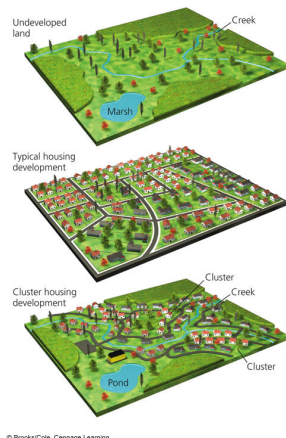 Undeveloped
land
Creek
Marsh
Typical housing
development
Cluster housing
development
Cluster
Creek
Cluster
Pond
© Brooks/Cole, Cengage Learning